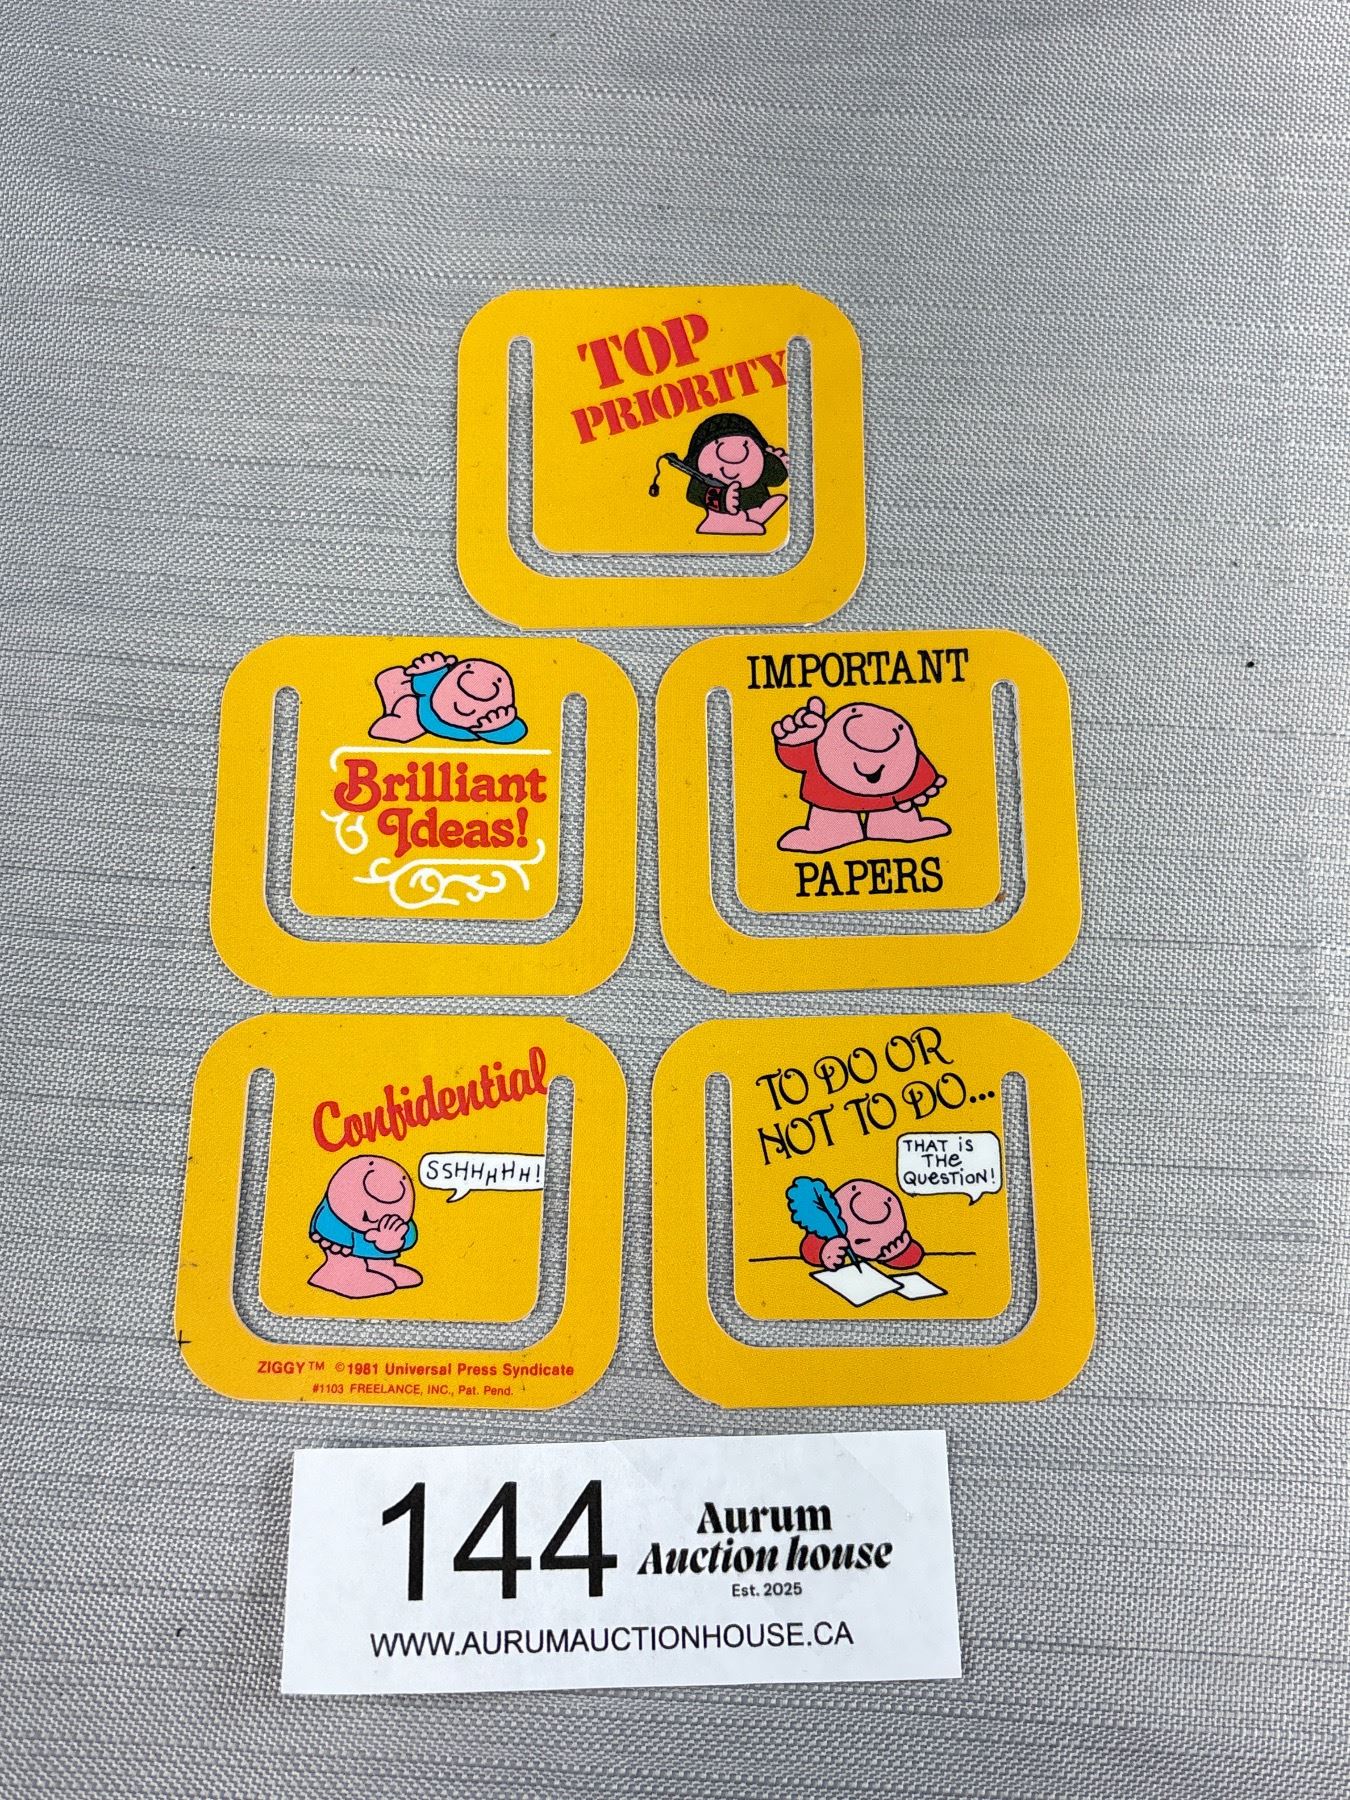 TOP
PRIORITY
Brilliant
Ideas!
IMPORTANT
PAPERS
Confidential
SSHHHHH!
ZIGGY™ ©1981 Universal Press Syndicate
#1103 FREELANCE, INC., Pat. Pend.
TO DO OR
NOT TO DO...
THAT iS
THe
QUeSTiON!
144
Aurum
Auction house
Est. 2025
WWW.AURUMAUCTIONHOUSE.CA